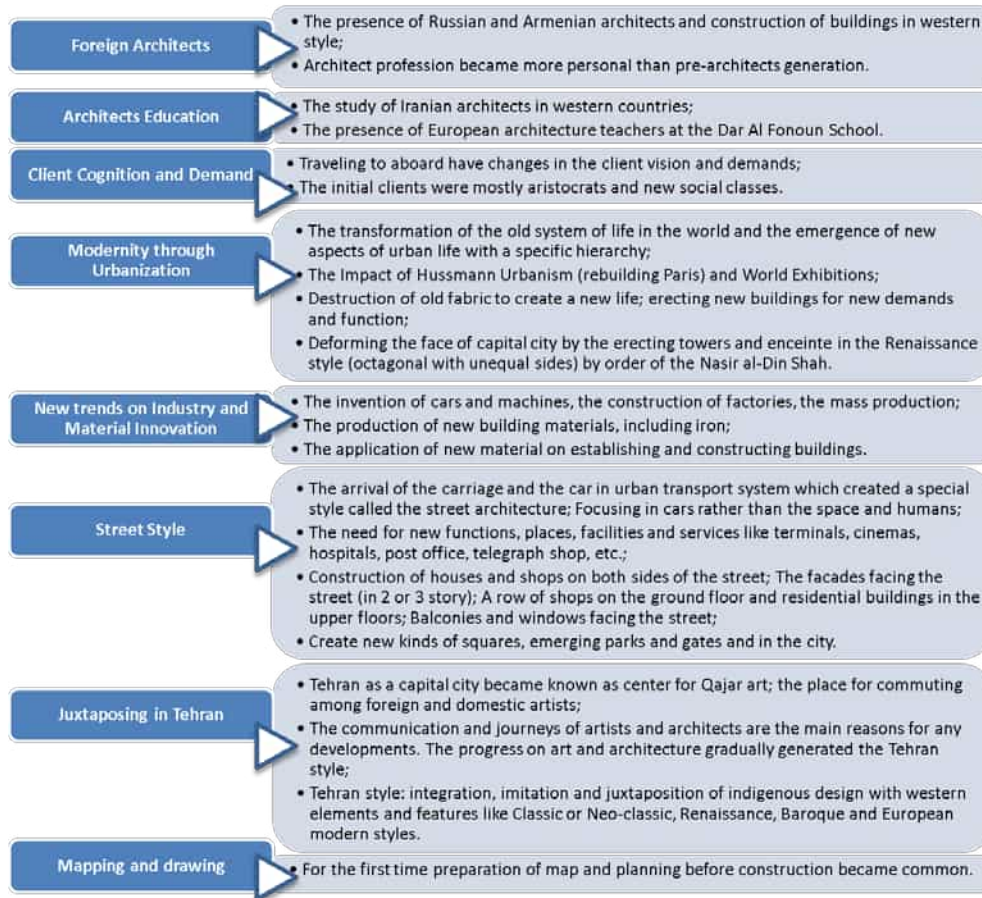 Foreign Architects
• The presence of Russian and Armenian architects and construction of buildings in western
style;
• Architect profession became more personal than pre-architects generation.
Architects Education
• The study of Iranian architects in western countries;
• The presence of European architecture teachers at the Dar Al Fonoun School.
Client Cognition and Demand
• Traveling to aboard have changes in the client vision and demands;
• The initial clients were mostly aristocrats and new social classes.
Modernity through
Urbanization
• The transformation of the old system of life in the world and the emergence of new
aspects of urban life with a specific hierarchy;
• The Impact of Hussmann Urbanism (rebuilding Paris) and World Exhibitions;
• Destruction of old fabric to create a new life; erecting new buildings for new demands
and function;
• Deforming the face of capital city by the erecting towers and enceinte in the Renaissance
style (octagonal with unequal sides) by order of the Nasir al-Din Shah.
New trends on Industry and
Material Innovation
• The invention of cars and machines, the construction of factories, the mass production;
• The production of new building materials, including iron;
• The application of new material on establishing and constructing buildings.
Street Style
• The arrival of the carriage and the car in urban transport system which created a special
style called the street architecture; Focusing in cars rather than the space and humans;
• The need for new functions, places, facilities and services like terminals, cinemas,
hospitals, post office, telegraph shop, etc.;
• Construction of houses and shops on both sides of the street; The facades facing the
street (in 2 or 3 story); A row of shops on the ground floor and residential buildings in the
upper floors; Balconies and windows facing the street;
• Create new kinds of squares, emerging parks and gates and in the city.
Juxtaposing in Tehran
• Tehran as a capital city became known as center for Qajar art; the place for commuting
among foreign and domestic artists;
• The communication and journeys of artists and architects are the main reasons for any
developments. The progress on art and architecture gradually generated the Tehran
style;
• Tehran style: integration, imitation and juxtaposition of indigenous design with western
elements and features like Classic or Neo-classic, Renaissance, Baroque and European
modern styles.
Mapping and drawing
• For the first time preparation of map and planning before construction became common.